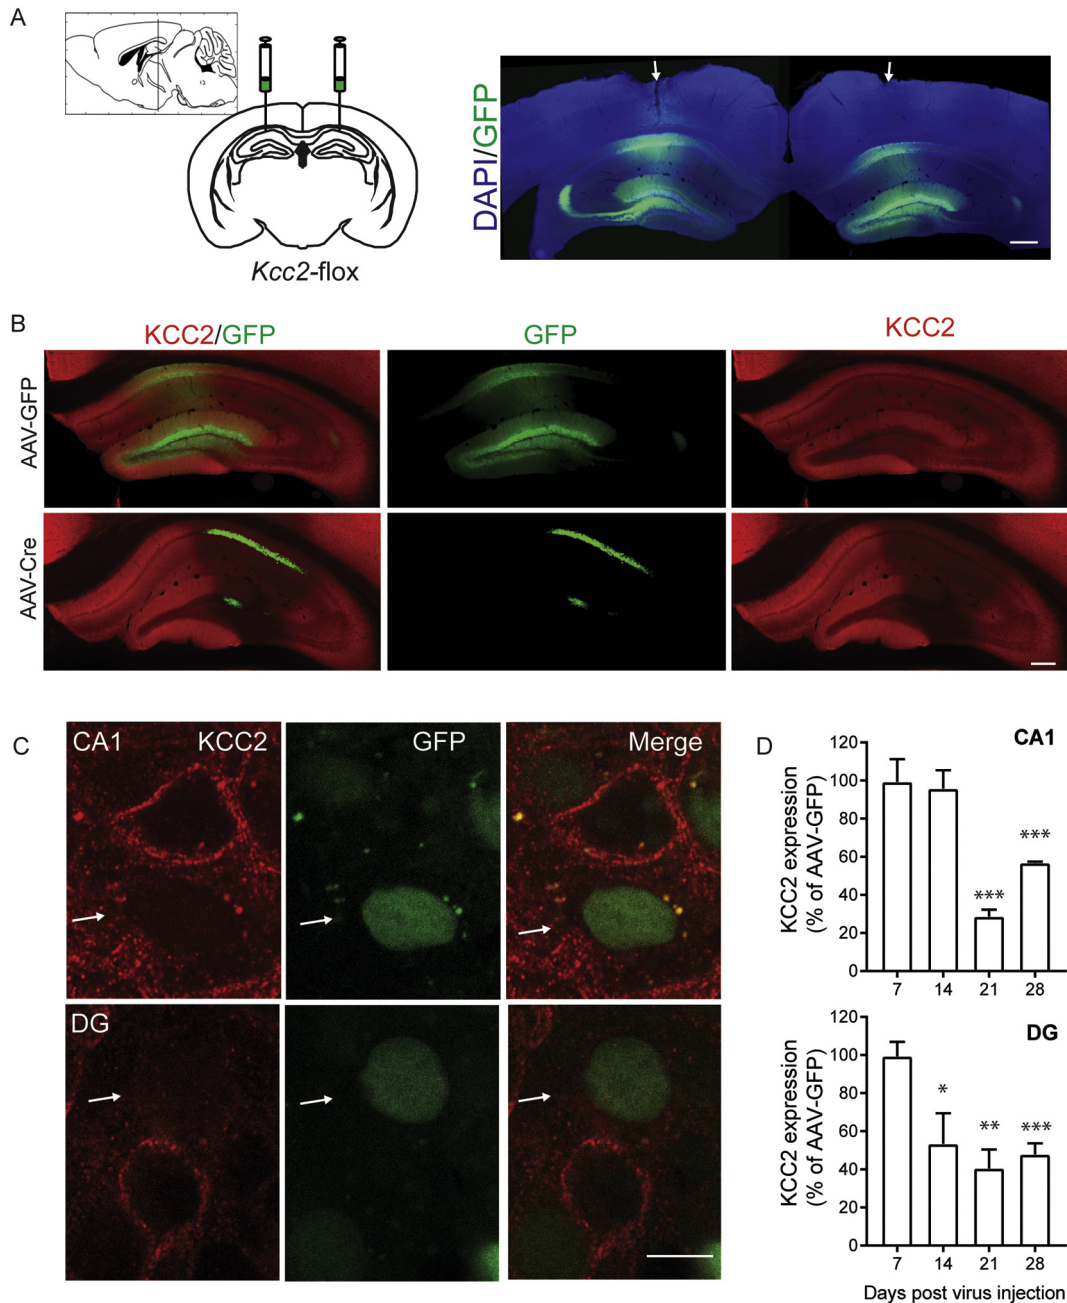 A
Kcc2-flox
DAPI/GFP
B
KCC2/GFP
GFP
KCC2
AAV-GFP
AAV-Cre
C
CA1
KCC2
GFP
Merge
DG
D
CA1
KCC2 expression
(% of AAV-GFP)
120
100
80
60
40
20
0
***
***
7 14 21 28
DG
KCC2 expression
(% of AAV-GFP)
120
100
80
60
40
20
0
*
**
***
7 14 21 28
Days post virus injection